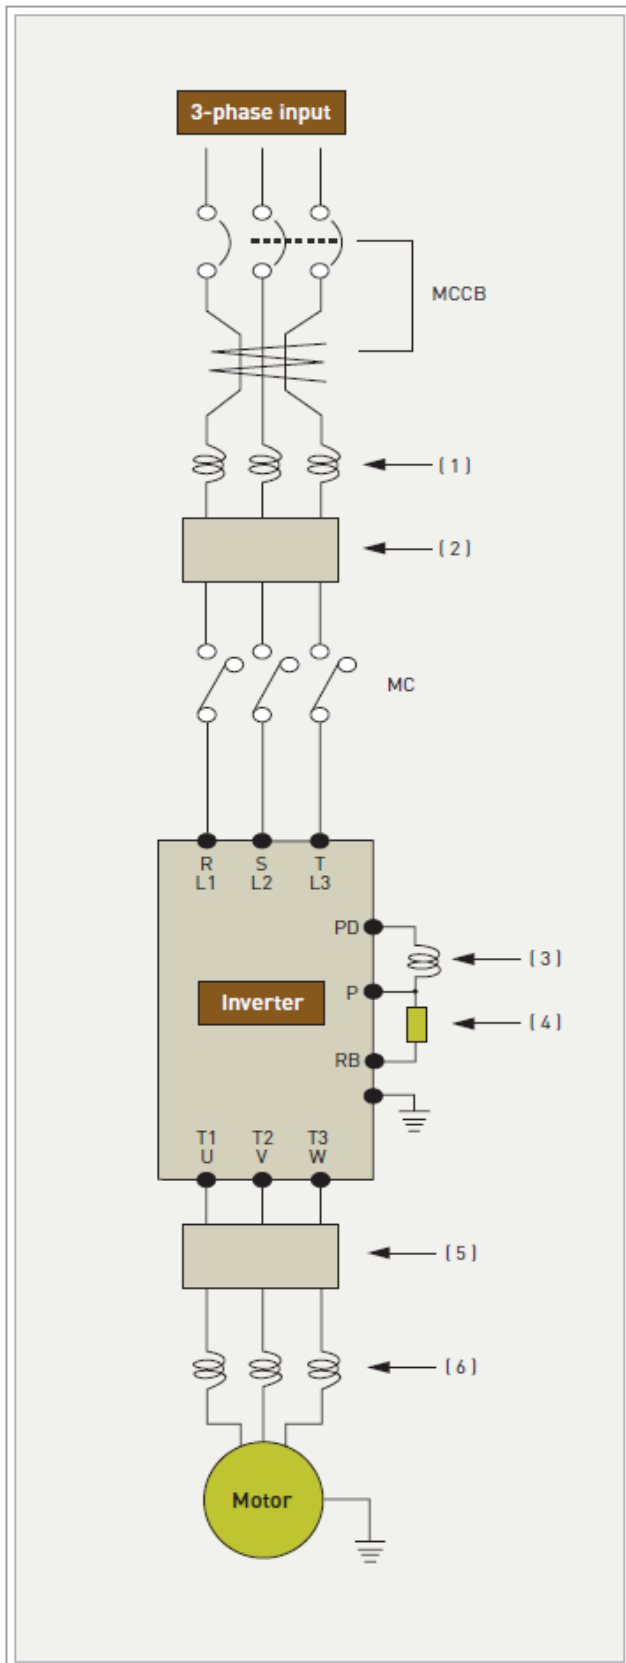 3-phase input
MCCB
( 1 )
( 2 )
MC
R S T
L1 L2 L3
PD
( 3 )
P
Inverter
( 4 )
RB
T1 T2 T3
U V W
( 5 )
( 6 )
Motor